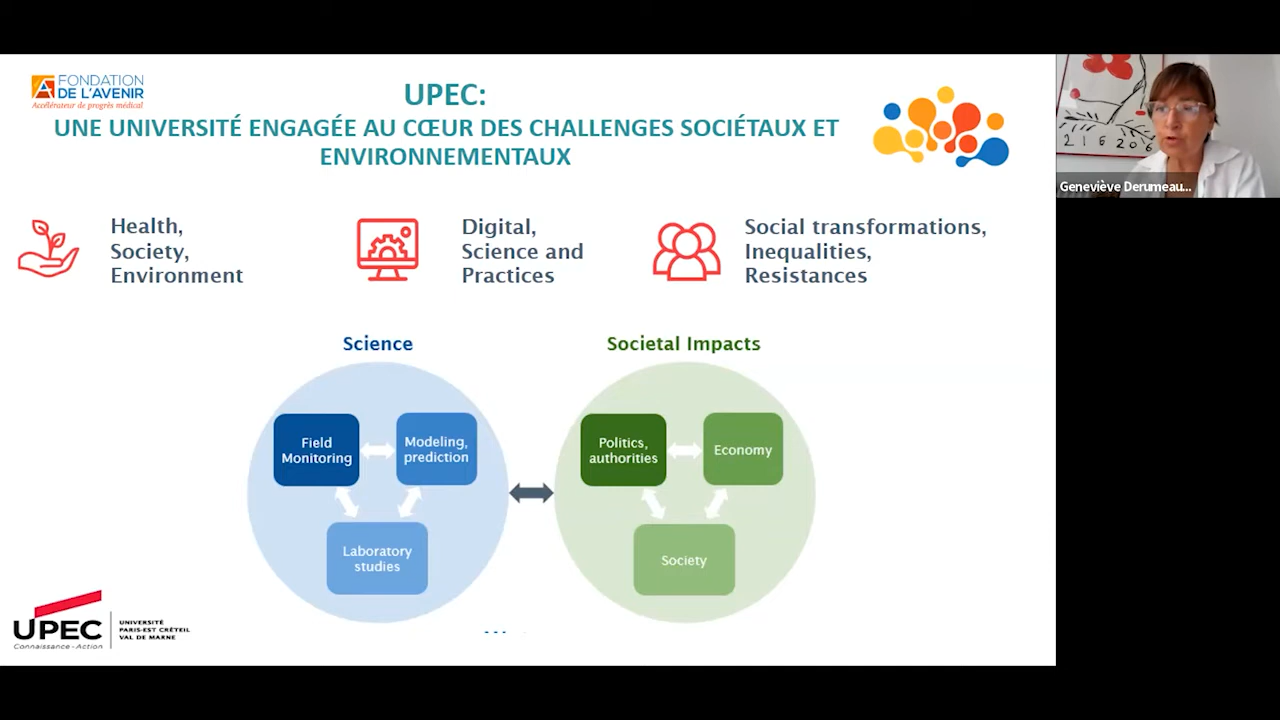 FONDATION
DE L'AVENIR
Accélérateur de progrès médical
UPEC:
UNE UNIVERSITÉ ENGAGÉE AU CŒUR DES CHALLENGES SOCIÉTAUX ET
ENVIRONNEMENTAUX
Health,
Society,
Environment
Digital,
Science and
Practices
Social transformations,
Inequalities,
Resistances
Science
Field
Monitoring
Modeling,
prediction
Laboratory
studies
Societal Impacts
Politics,
authorities
Economy
Society
UPEC
Connaissance - Action
UNIVERSITÉ
PARIS-EST CRÉTEIL
VAL DE MARNE
216206
Geneviève Derumeau...